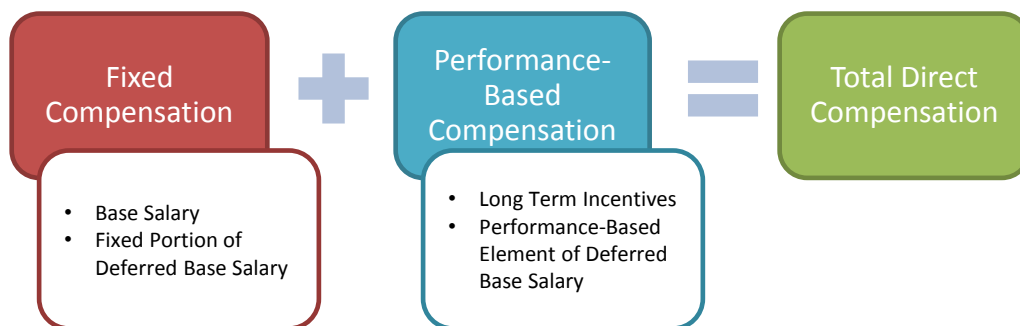 Fixed
Compensation
• Base Salary
• Fixed Portion of
Deferred Base Salary
Performance-
Based
Compensation
• Long Term Incentives
• Performance-Based
Element of Deferred
Base Salary
Total Direct
Compensation